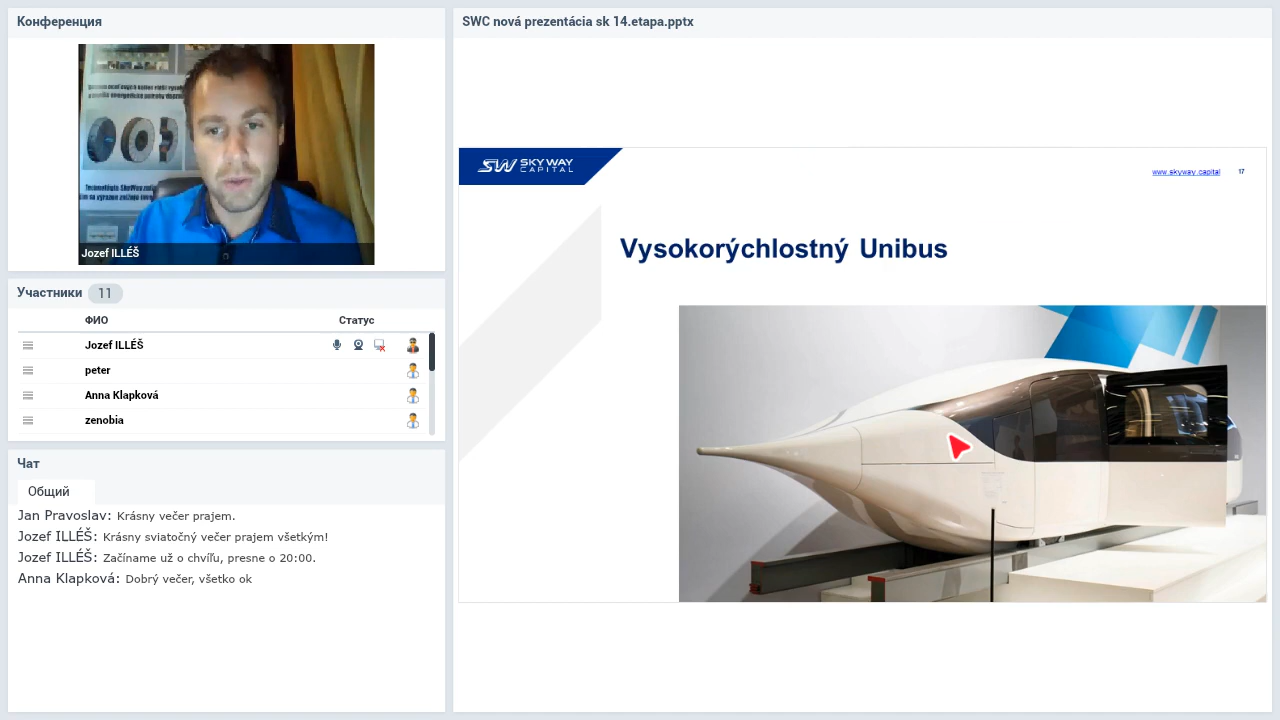 Конференция
Jozef ILLÉŠ
Участники 11
ФИО Статус
Jozef ILLÉŠ
peter
Anna Klapková
zenobia
Чат
Общий
Jan Pravoslav: Krásny večer prajem.
Jozef ILLÉŠ: Krásny sviatočný večer prajem všetkým!
Jozef ILLÉŠ: Začíname už o chvíľu, presne o 20:00.
Anna Klapková: Dobrý večer, všetko ok
SWC nová prezentácia sk 14.etapa.pptx
SW SKY WAY
CAPITAL
www.skyway.capital 17
Vysokorýchlostný Unibus